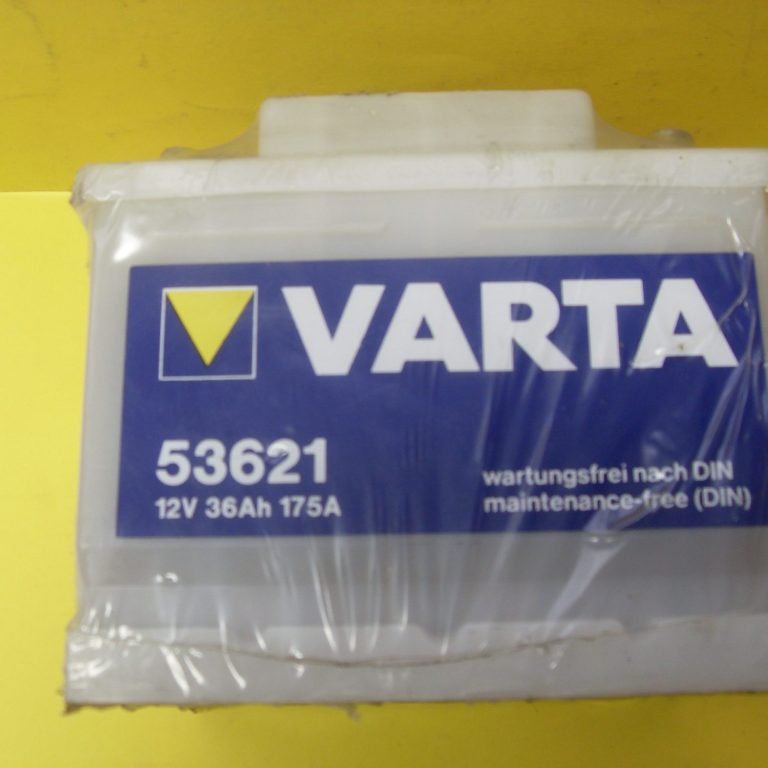 VARTA
53621
12V 36Ah 175A
wartungsfrei nach DIN
maintenance-free (DIN)